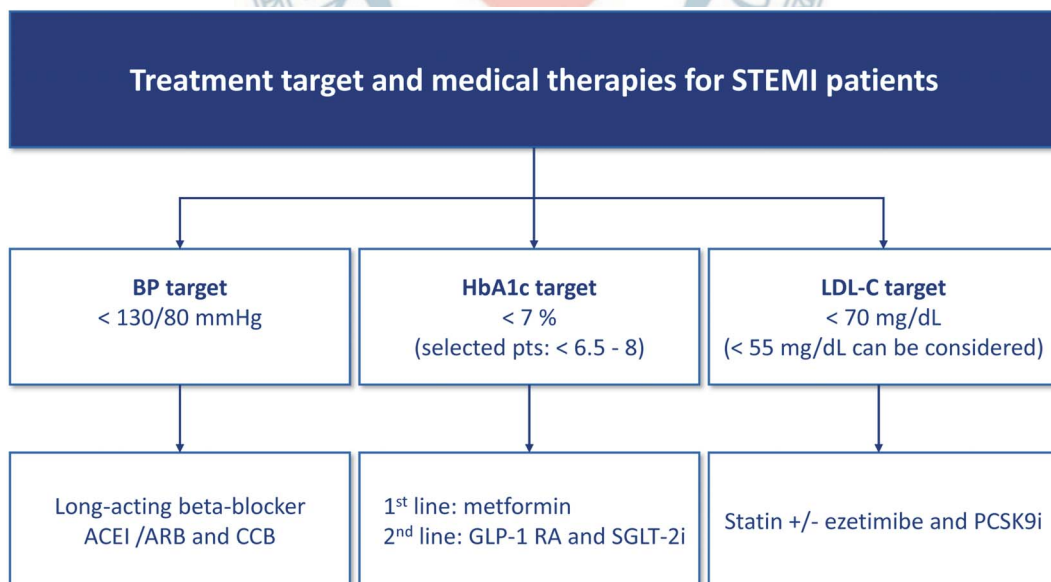 Treatment target and medical therapies for STEMI patients
BP target
< 130/80 mmHg
HbA1c target
< 7 %
(selected pts: < 6.5 - 8)
LDL-C target
< 70 mg/dL
(< 55 mg/dL can be considered)
Long-acting beta-blocker
ACEI /ARB and CCB
1st line: metformin
2nd line: GLP-1 RA and SGLT-2i
Statin +/- ezetimibe and PCSK9i